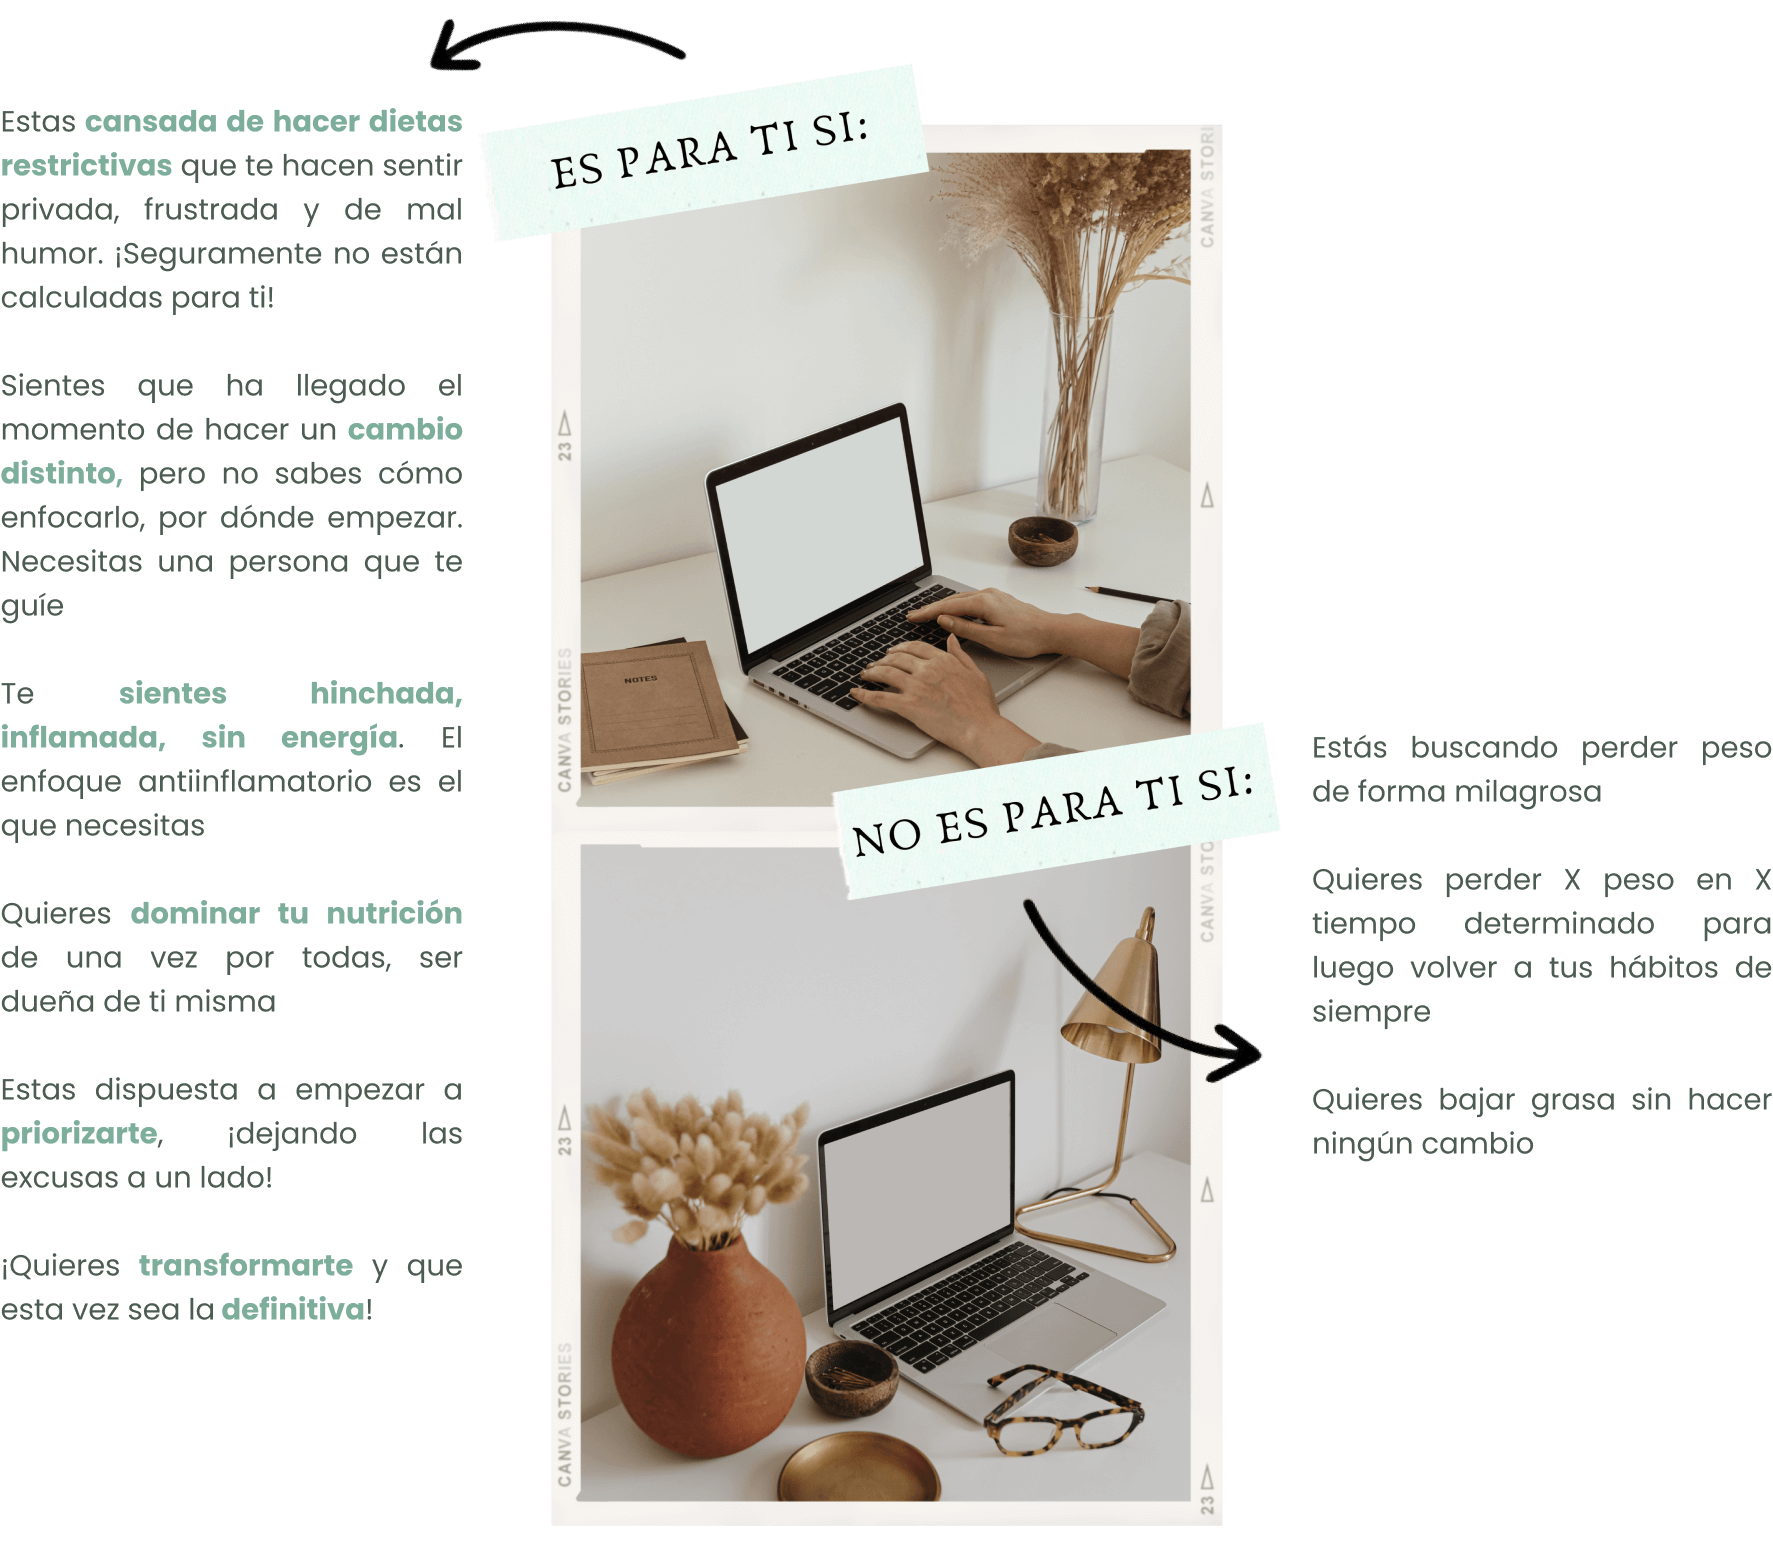 ES PARA TI SI:
Estas cansada de hacer dietas
restrictivas que te hacen sentir
privada, frustrada y de mal
humor. ¡Seguramente no están
calculadas para ti!
Sientes que ha llegado el
momento de hacer un cambio
distinto, pero no sabes cómo
enfocarlo, por dónde empezar.
Necesitas una persona que te
guíe
Te sientes hinchada,
inflamada, sin energía. El
enfoque antiinflamatorio es el
que necesitas
Quieres dominar tu nutrición
de una vez por todas, ser
dueña de ti misma
Estas dispuesta a empezar a
priorizarte, ¡dejando las
excusas a un lado!
¡Quieres transformarte y que
esta vez sea la definitiva!
CANVA STORI
23
CANVA STORIES
NOTES
NO ES PARA TI SI:
Estás buscando perder peso
de forma milagrosa
Quieres perder X peso en X
tiempo determinado para
luego volver a tus hábitos de
siempre
Quieres bajar grasa sin hacer
ningún cambio
CANVA STO
23
CANVA STORIES
23